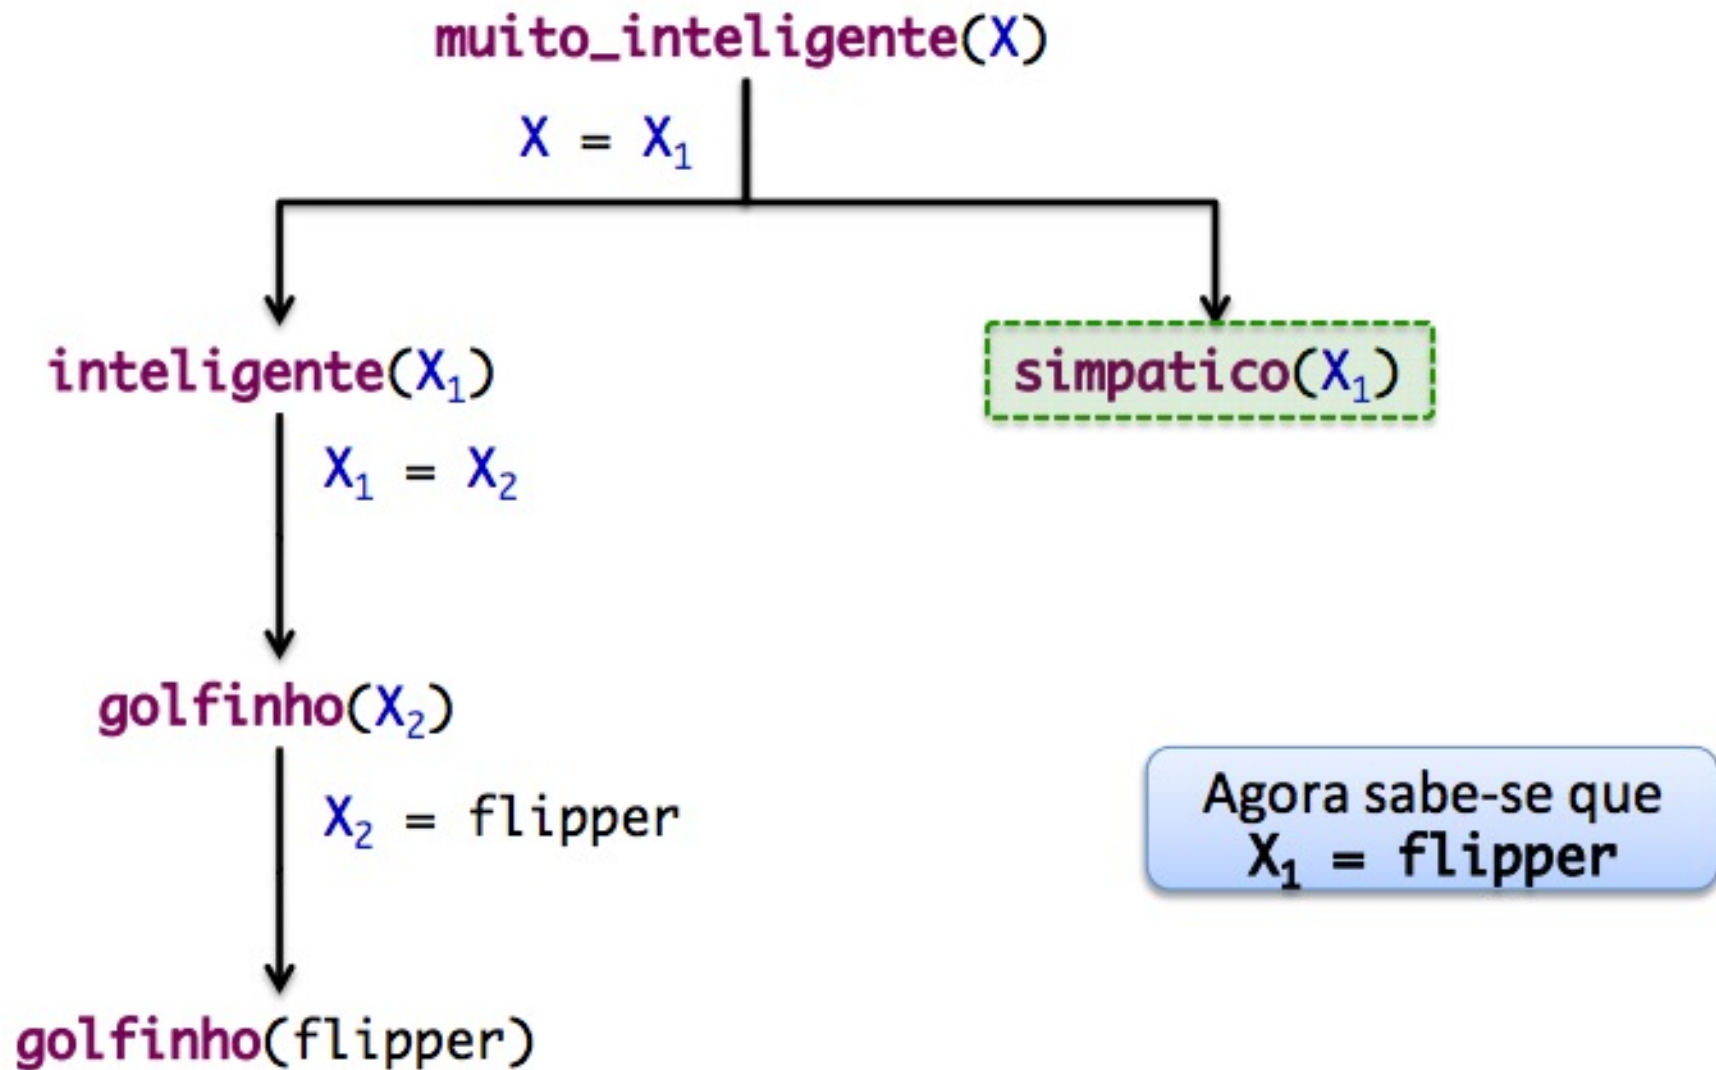 muito_inteligente(X)
X = X₁
inteligente(X₁)
simpatico(X₁)
X₁ = X₂
golfinho(X₂)
X₂ = flipper
Agora sabe-se que
X₁ = flipper
golfinho(flipper)